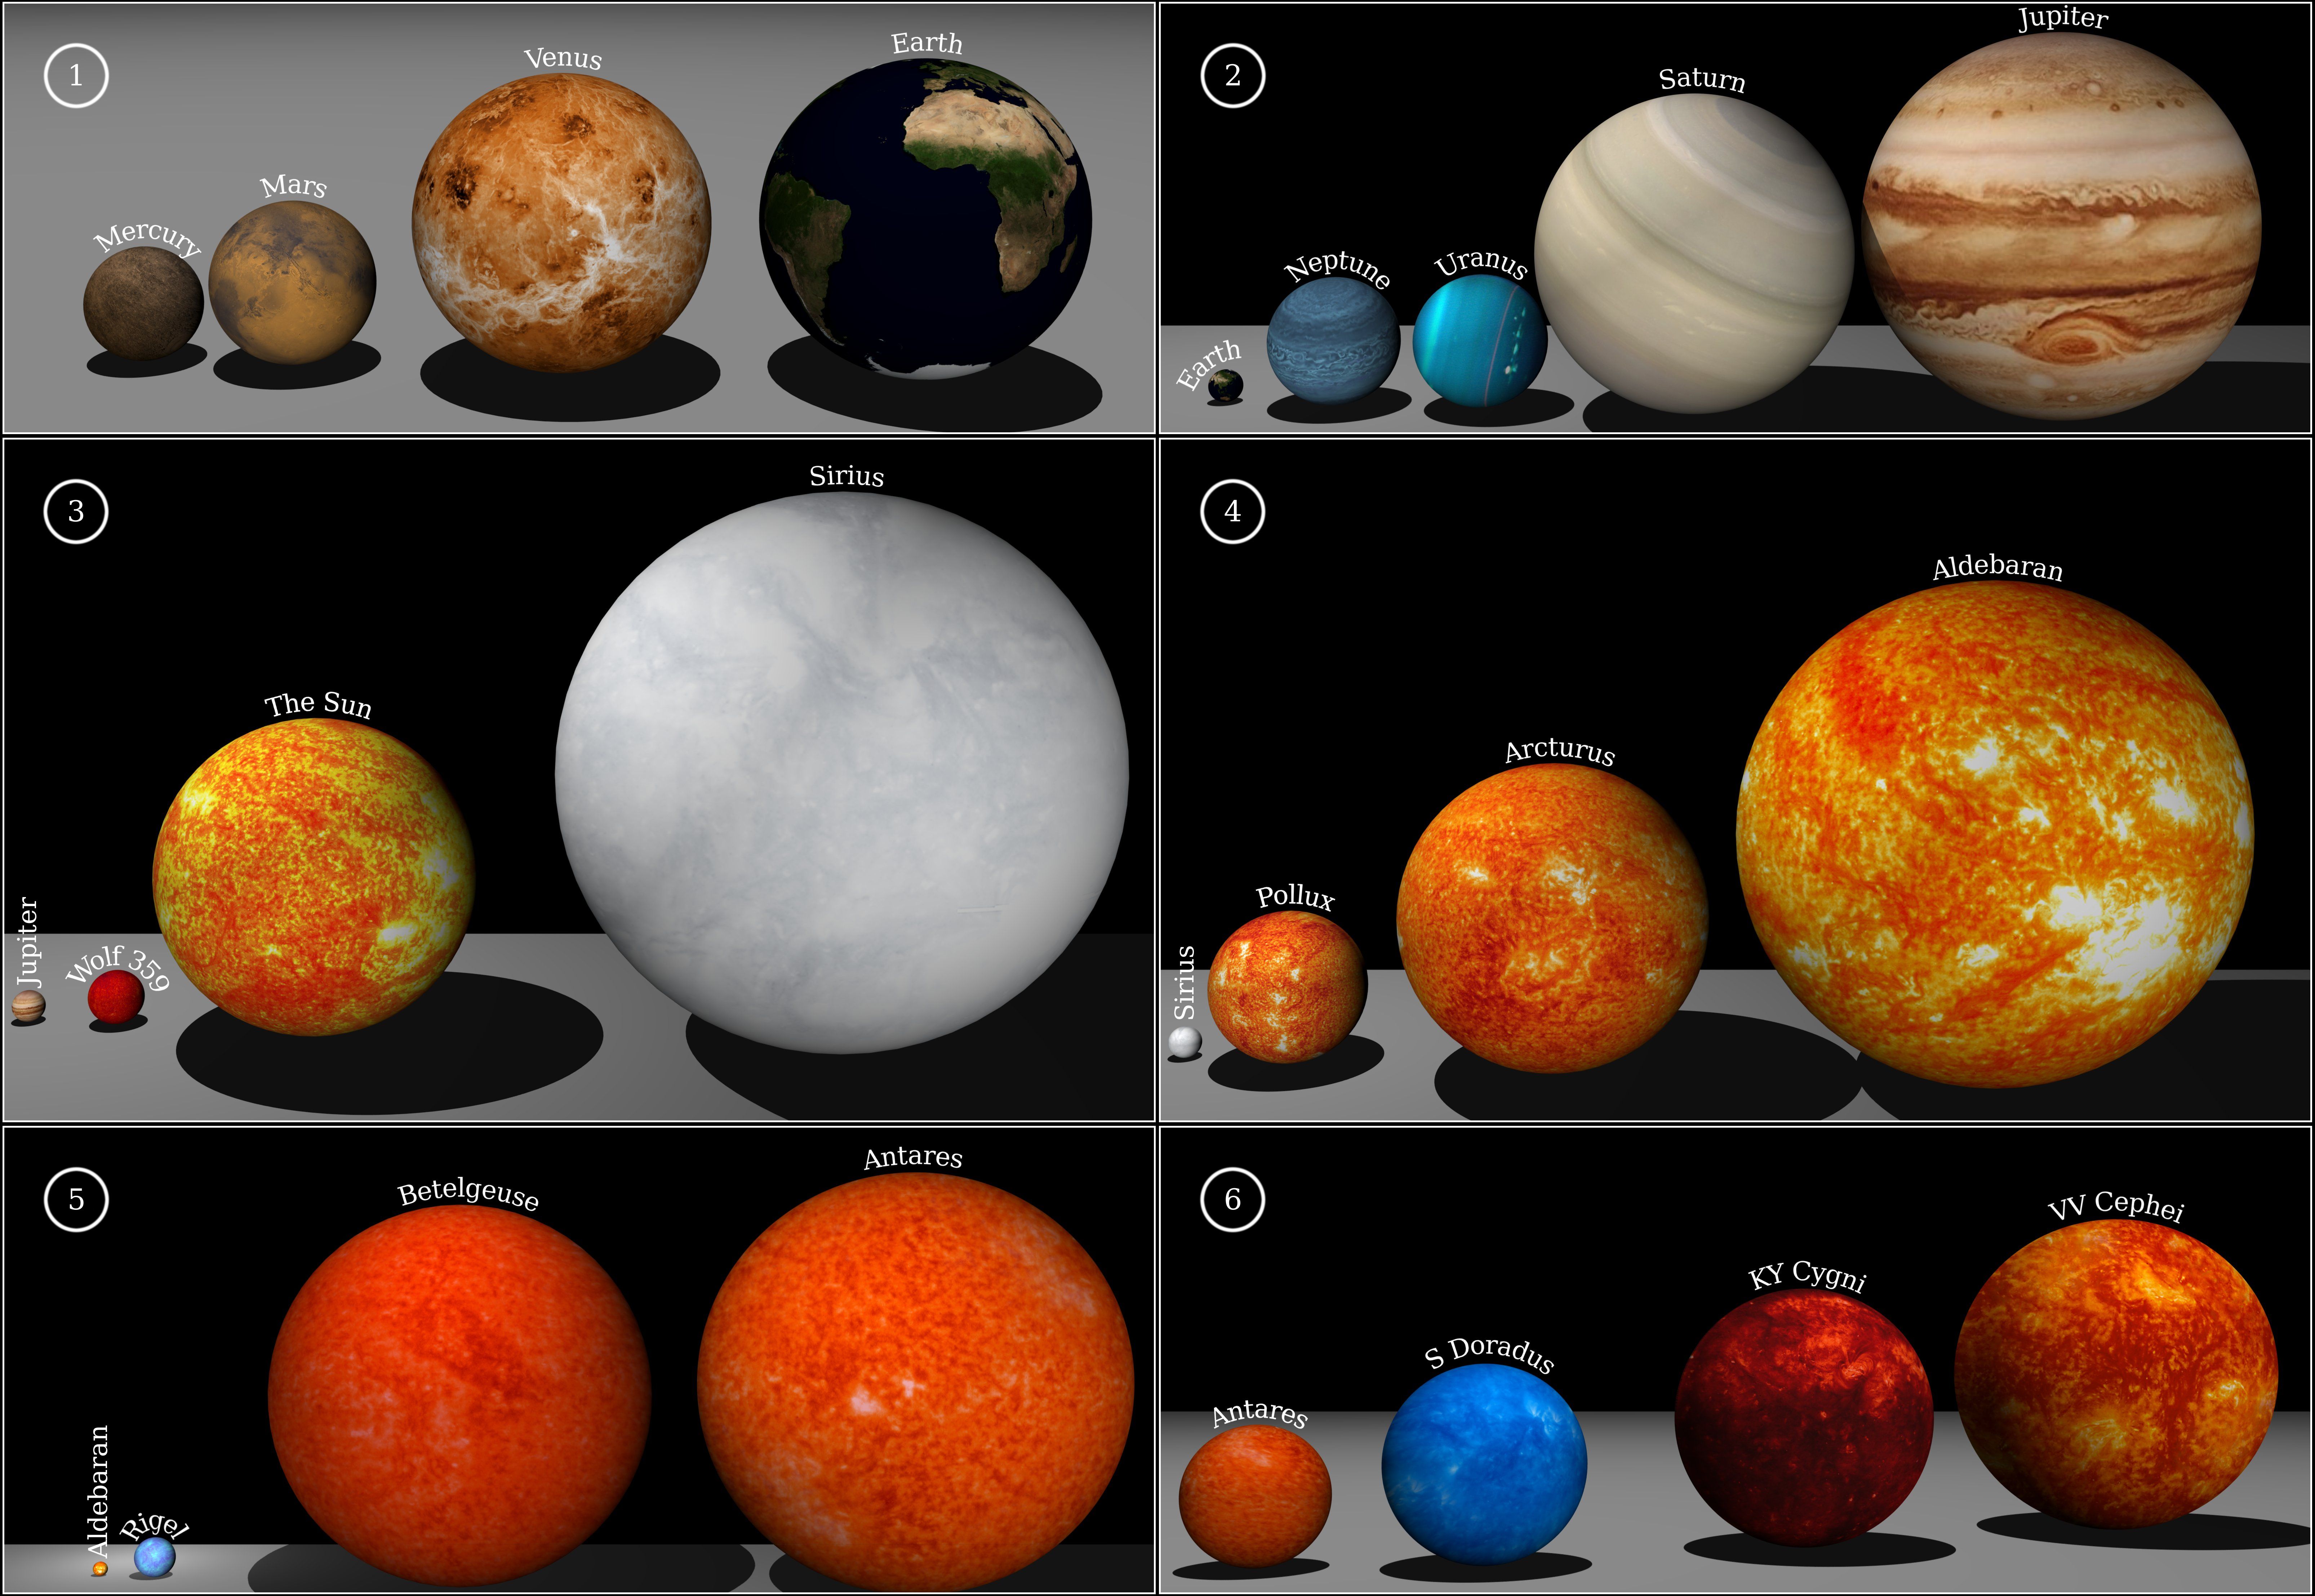 1
Mercury
Mars
Venus
Earth
2
Earth
Neptune
Uranus
Saturn
Jupiter
3
Jupiter
Wolf 359
The Sun
Sirius
4
Sirius
Pollux
Arcturus
Aldebaran
5
Aldebaran
Rigel
Betelgeuse
Antares
6
Antares
S Doradus
KY Cygni
VV Cephei